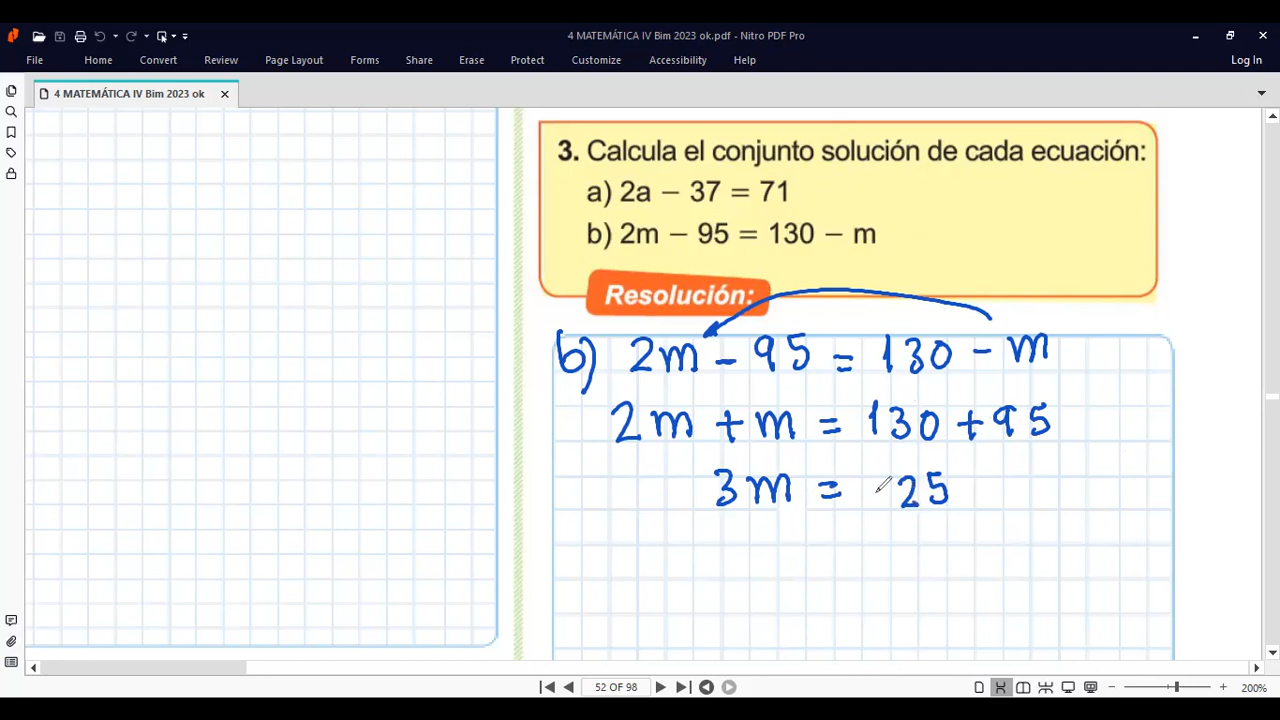 4 MATEMÁTICA IV Bim 2023 ok.pdf - Nitro PDF Pro
File Home Convert Review Page Layout Forms Share Erase Protect Customize Accessibility Help Log In
4 MATEMÁTICA IV Bim 2023 ok
3. Calcula el conjunto solución de cada ecuación:
a) 2a − 37 = 71
b) 2m − 95 = 130 − m
Resolución:
b) 2m − 95 = 130 − m
2m + m = 130 + 95
3m = 25
52 OF 98
200%